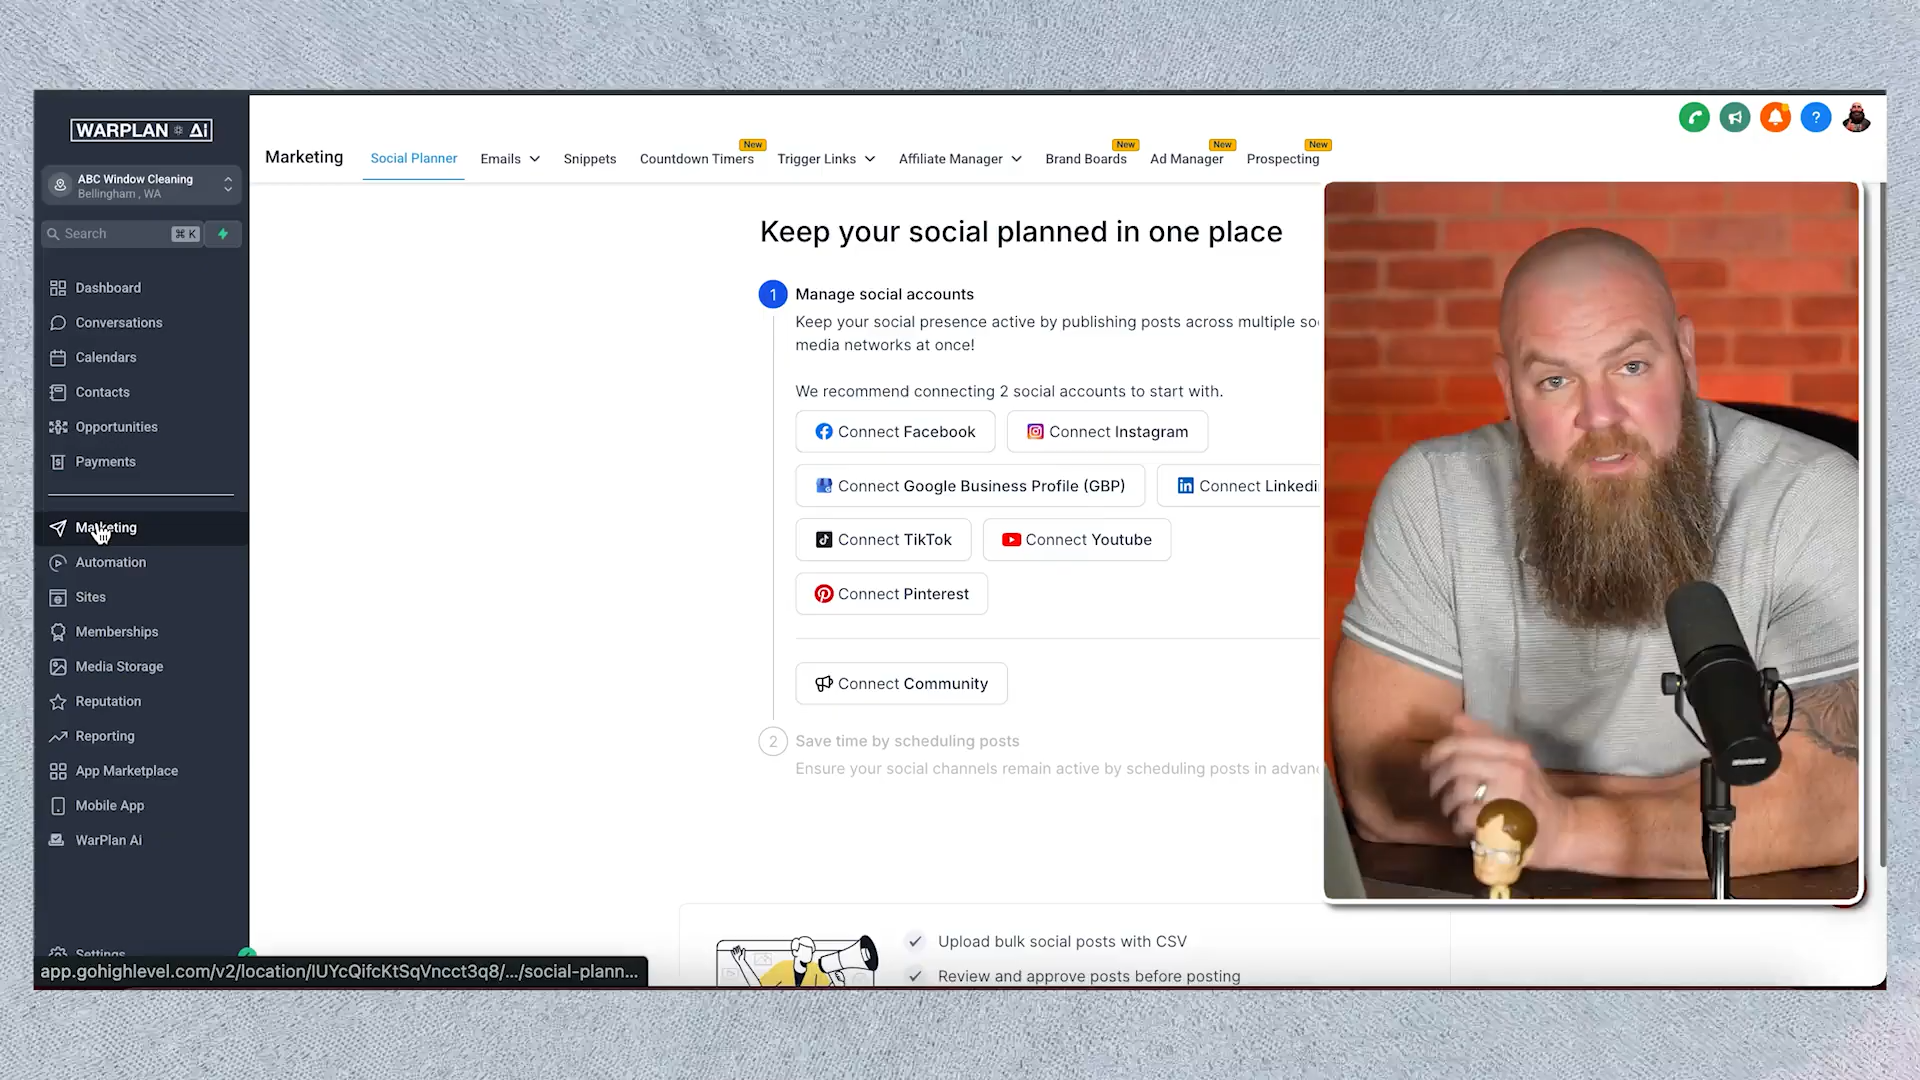 WARPLAN Ai
ABC Window Cleaning
Bellingham , WA
Search
⌘ K
Dashboard
Conversations
Calendars
Contacts
Opportunities
Payments
Marketing
Automation
Sites
Memberships
Media Storage
Reputation
Reporting
App Marketplace
Mobile App
WarPlan Ai
Settings
app.gohighlevel.com/v2/location/IUYcQifcKtSqVncct3q8/.../social-plann...
Marketing
Social Planner
Emails
Snippets
Countdown Timers
New
Trigger Links
Affiliate Manager
Brand Boards
New
Ad Manager
New
Prospecting
New
?
Keep your social planned in one place
1
Manage social accounts
Keep your social presence active by publishing posts across multiple so
media networks at once!
We recommend connecting 2 social accounts to start with.
Connect Facebook
Connect Instagram
Connect Google Business Profile (GBP)
Connect Linkedi
Connect TikTok
Connect Youtube
Connect Pinterest
Connect Community
2
Save time by scheduling posts
Ensure your social channels remain active by scheduling posts in advan
Upload bulk social posts with CSV
Review and approve posts before posting